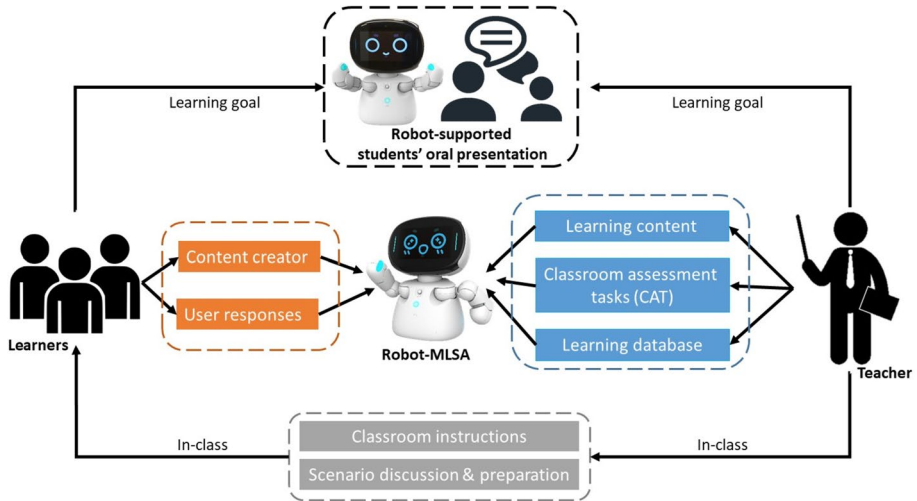 Learning goal
Learning goal
Robot-supported
students' oral presentation
Content creator
User responses
Learners
Robot-MLSA
Learning content
Classroom assessment
tasks (CAT)
Learning database
Teacher
In-class
Classroom instructions
Scenario discussion & preparation
In-class